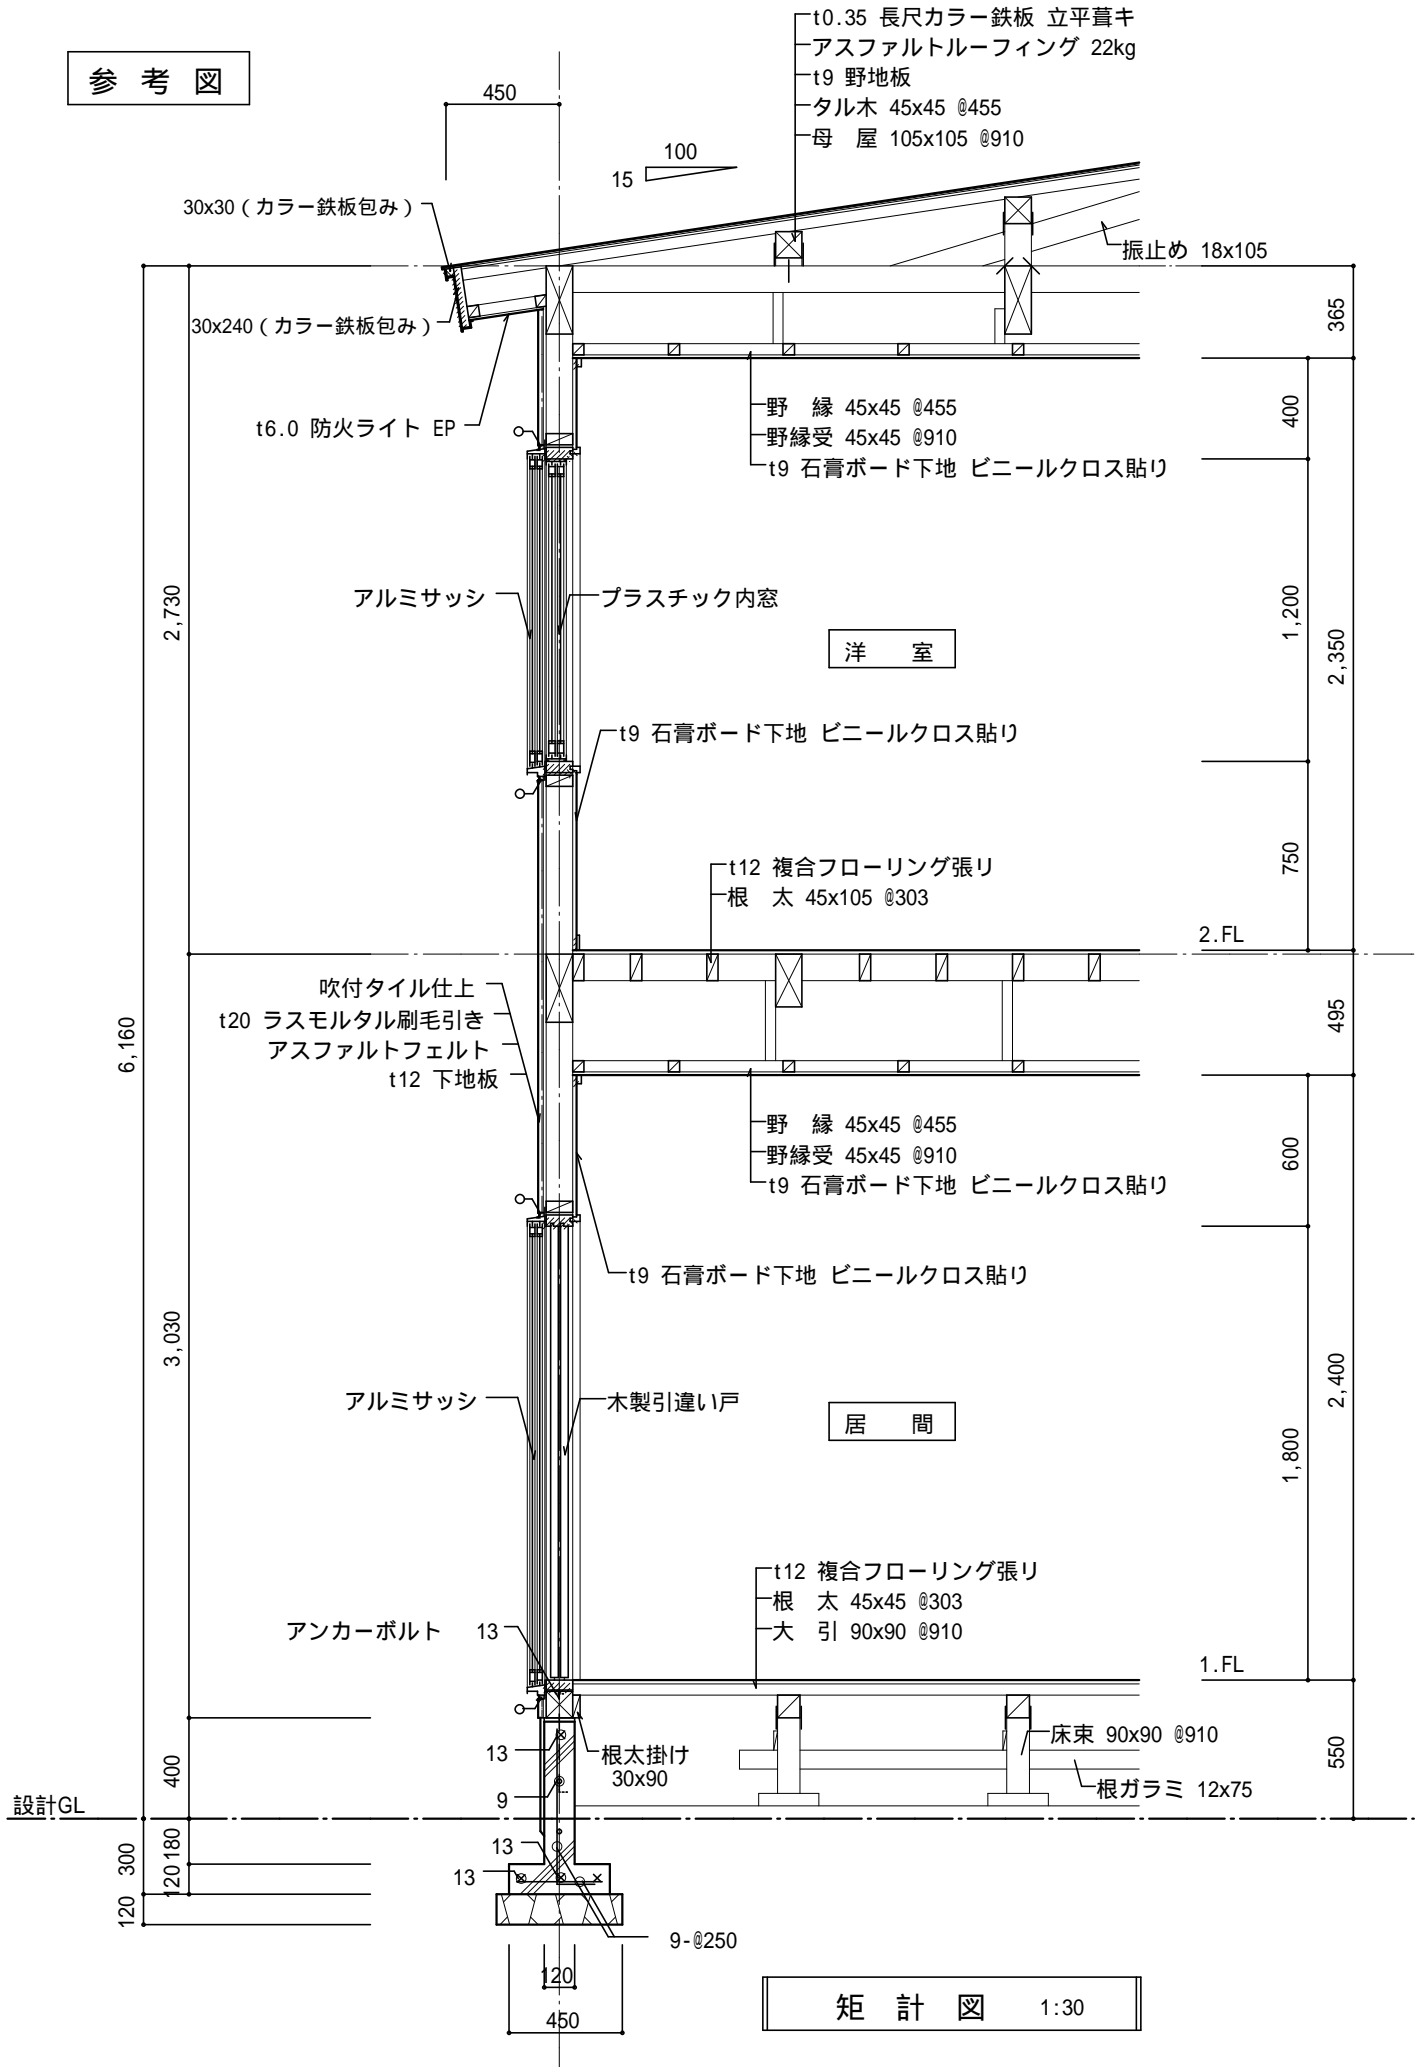 参考図
t0.35 長尺カラー鉄板 立平葺キ
アスファルトルーフィング 22kg
t9 野地板
タル木 45x45 @455
母　屋 105x105 @910
450
100
15
30x30（カラー鉄板包み）
振止め 18x105
30x240（カラー鉄板包み）
365
t6.0 防火ライト EP
野　縁 45x45 @455
野縁受 45x45 @910
t9 石膏ボード下地 ビニールクロス貼り
400
2,730
アルミサッシ
プラスチック内窓
洋　室
1,200
2,350
t9 石膏ボード下地 ビニールクロス貼り
750
t12 複合フローリング張リ
根　太 45x105 @303
2.FL
吹付タイル仕上
t20 ラスモルタル刷毛引き
アスファルトフェルト
t12 下地板
6,160
495
野　縁 45x45 @455
野縁受 45x45 @910
t9 石膏ボード下地 ビニールクロス貼り
600
t9 石膏ボード下地 ビニールクロス貼り
3,030
アルミサッシ
木製引違い戸
居　間
1,800
2,400
t12 複合フローリング張リ
根　太 45x45 @303
大　引 90x90 @910
アンカーボルト 13
1.FL
13
根太掛け
30x90
床束 90x90 @910
根ガラミ 12x75
9
400
550
設計GL
13
13
300
180
120
120
9-@250
120
450
矩計図 1:30